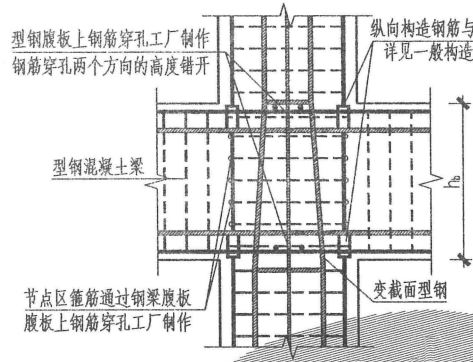 型钢腹板上钢筋穿孔工厂制作
钢筋穿孔两个方向的高度错开
纵向构造钢筋与
详见一般构造
型钢混凝土梁
h_b
节点区箍筋通过钢梁腹板
腹板上钢筋穿孔工厂制作
变截面型钢